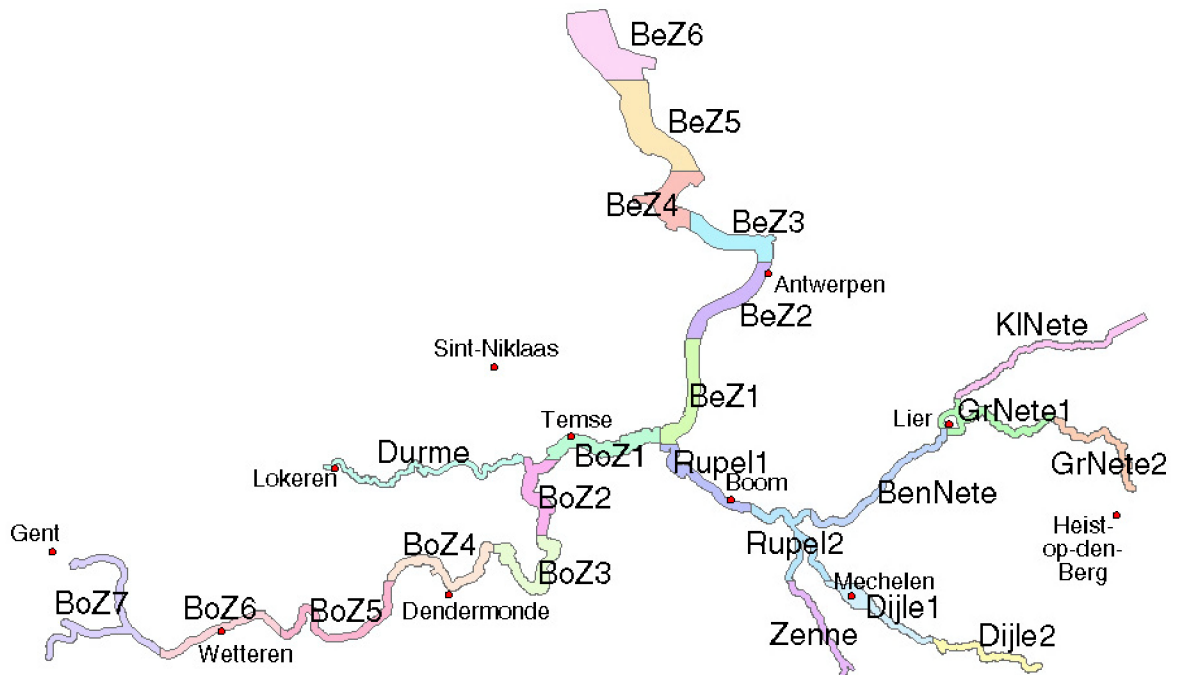 BeZ6
BeZ5
BeZ4
BeZ3
Antwerpen
BeZ2
KlNete
Sint-Niklaas
BeZ1
Lier
GrNete1
Temse
Durme
BoZ1
Rupel1
GrNete2
Lokeren
Boom
BenNete
BoZ2
Gent
Heist-
op-den-
Berg
BoZ4
Rupel2
BoZ3
Mechelen
BoZ7
BoZ6
BoZ5
Dendermonde
Dijle1
Wetteren
Zenne
Dijle2